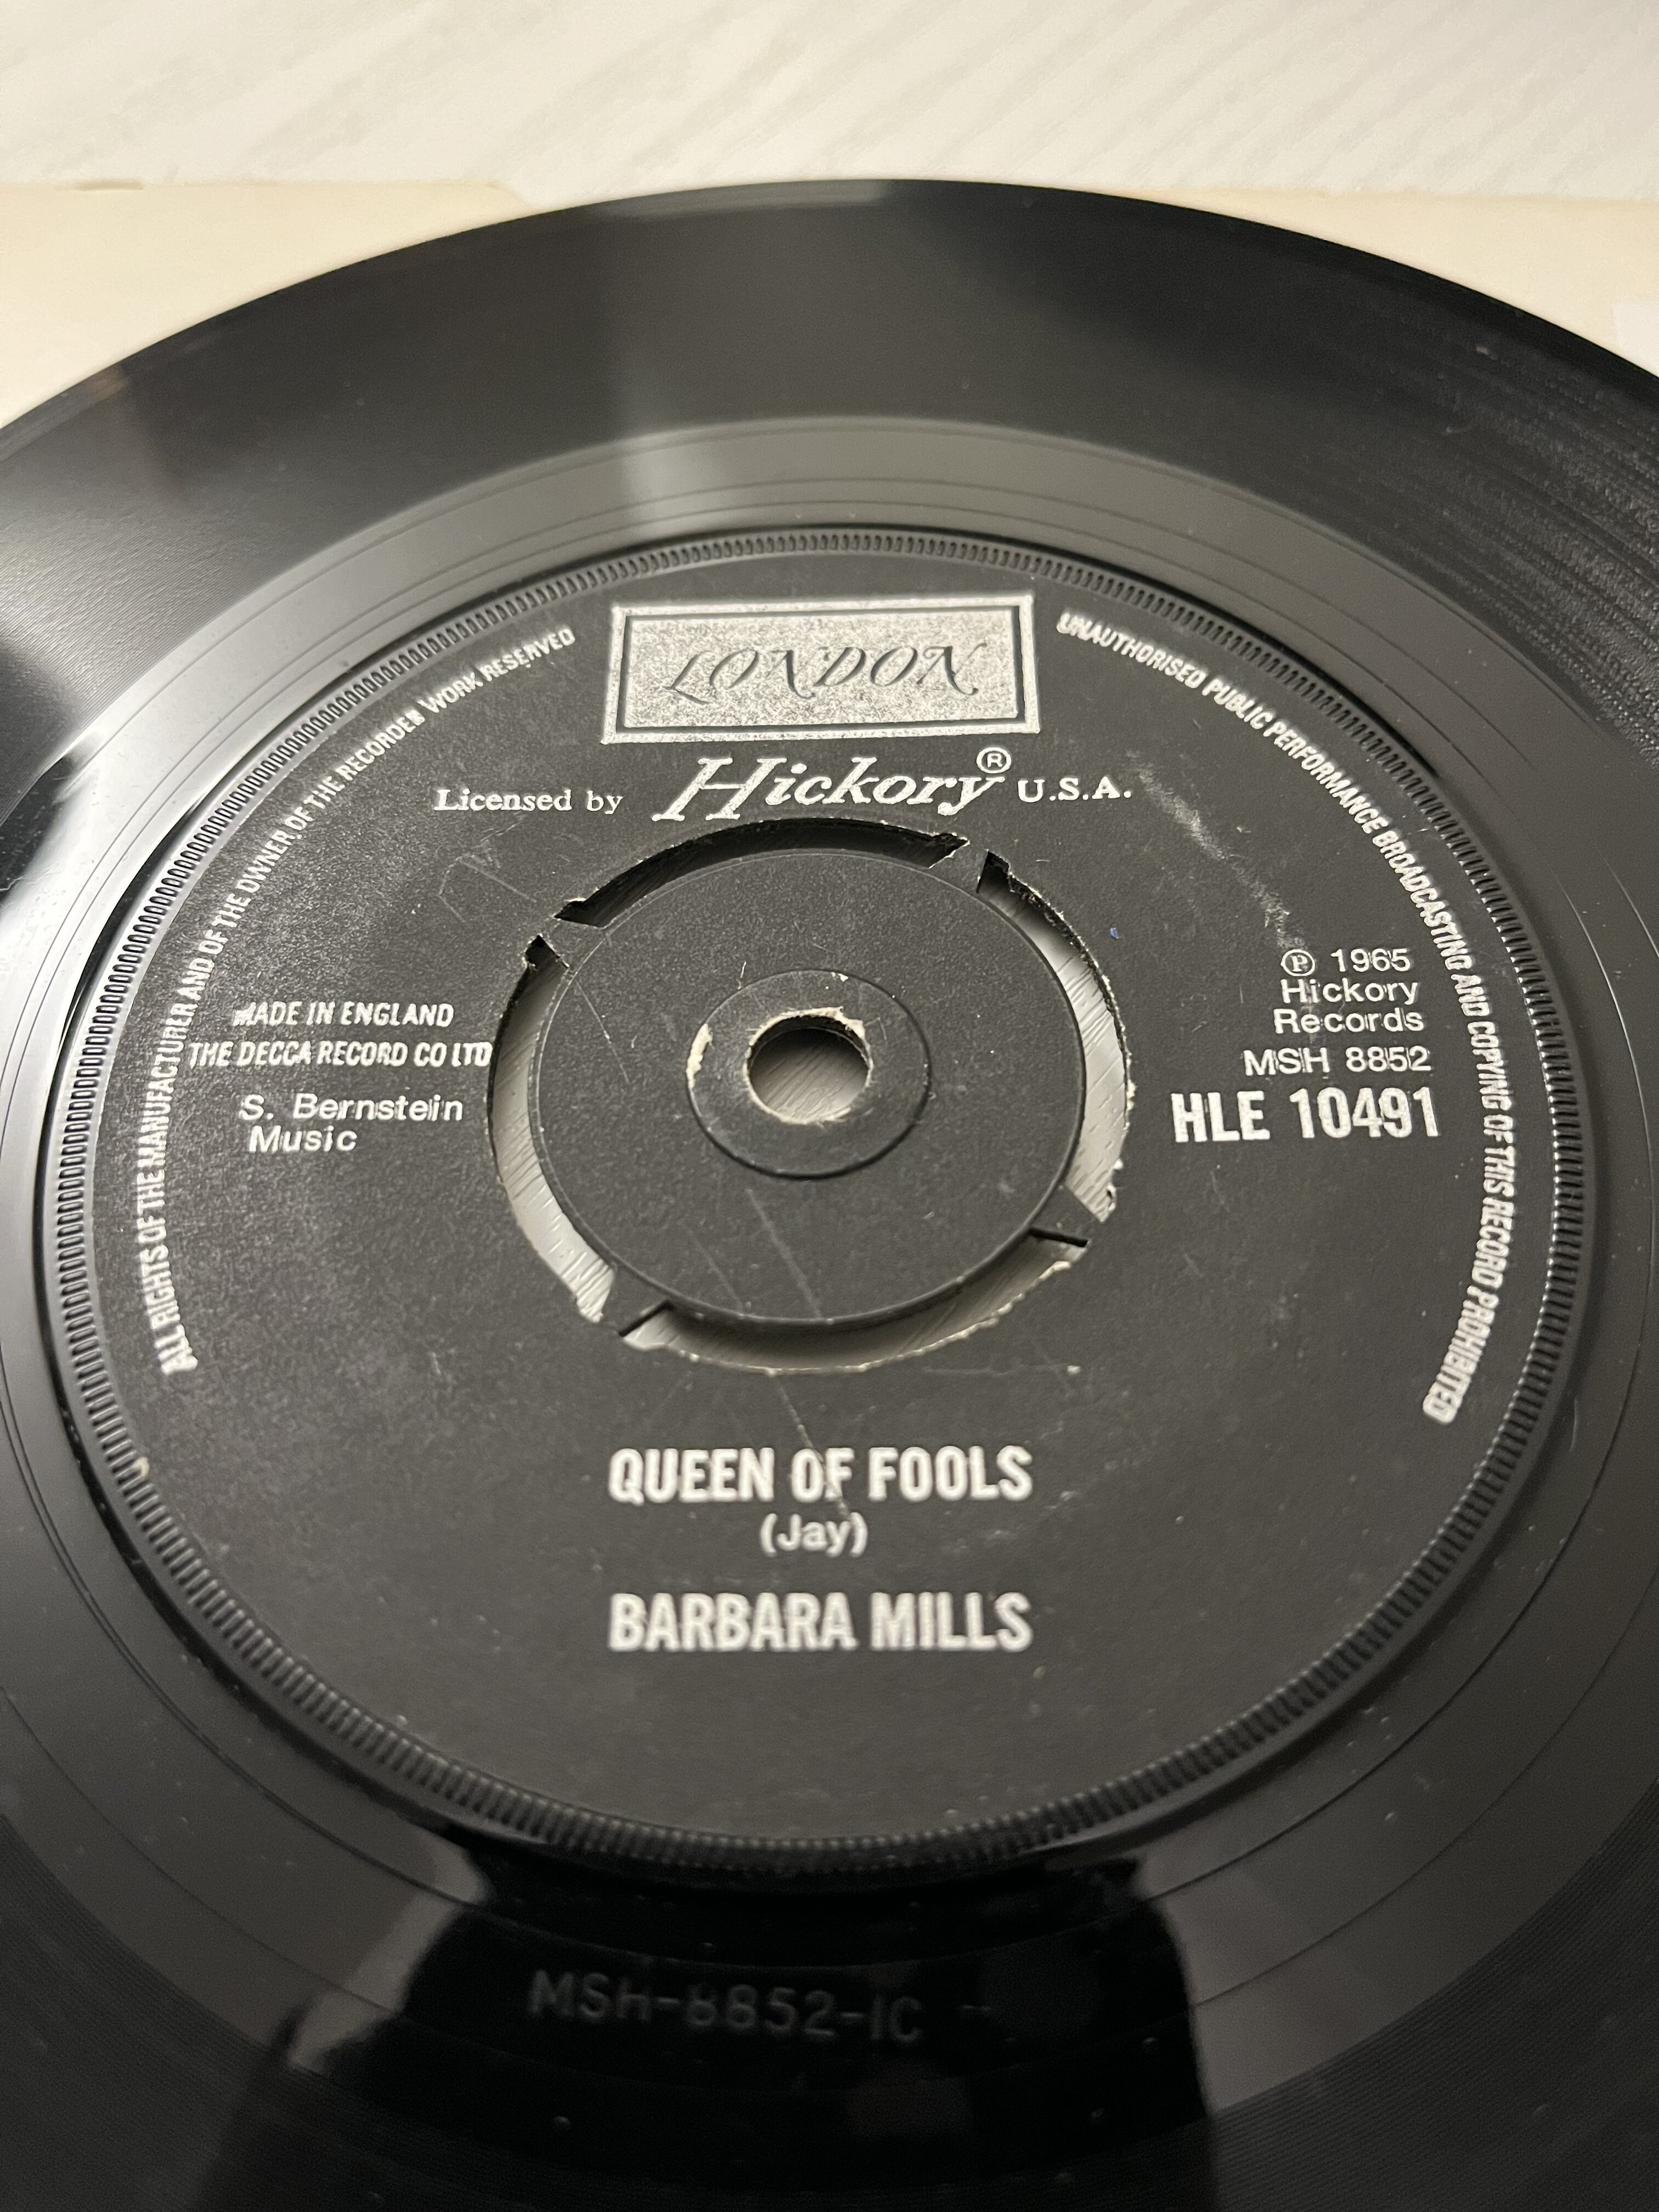 LONDON
Licensed by Hickory ® U.S.A.
ALL RIGHTS OF THE MANUFACTURER AND OF THE OWNER OF THE RECORDED WORK RESERVED
UNAUTHORISED PUBLIC PERFORMANCE BROADCASTING AND COPYING OF THIS RECORD PROHIBITED
MADE IN ENGLAND
THE DECCA RECORD CO LTD
S. Bernstein
Music
℗ 1965
Hickory
Records
MSH 8852
HLE 10491
QUEEN OF FOOLS
(Jay)
BARBARA MILLS
MSH-8852-1C -